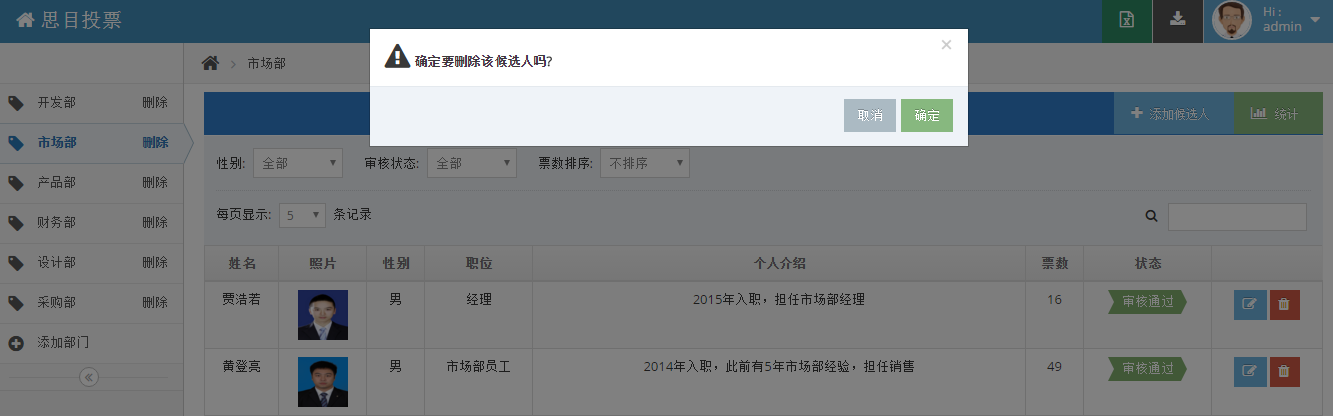 思目投票
Hi :
admin
确定要删除该候选人吗?
×
取消
确定
市场部
开发部 删除
市场部 删除
产品部 删除
财务部 删除
设计部 删除
采购部 删除
添加部门
添加候选人
统计
性别: 全部 审核状态: 全部 票数排序: 不排序
每页显示: 5 条记录
姓名 照片 性别 职位 个人介绍 票数 状态
贾浩若 男 经理 2015年入职，担任市场部经理 16 审核通过
黄登亮 男 市场部员工 2014年入职，此前有5年市场部经验，担任销售 49 审核通过